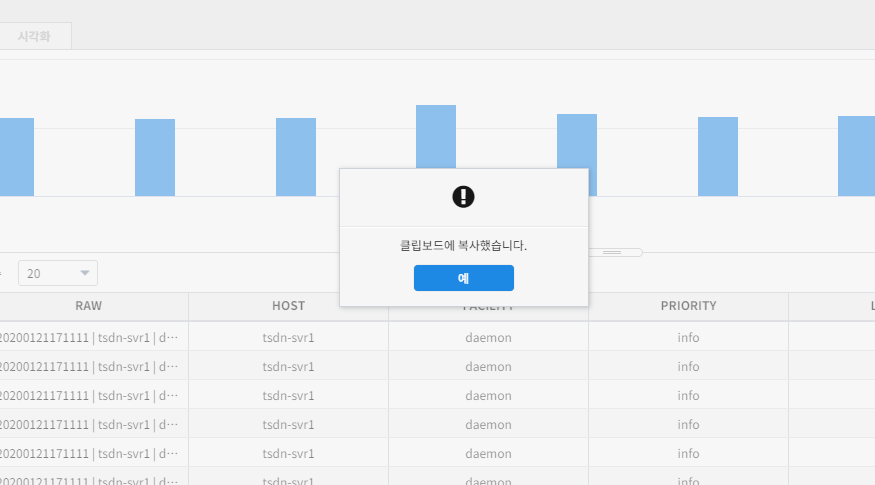 시각화
클립보드에 복사했습니다.
예
20
RAW HOST FACILITY PRIORITY
20200121171111 | tsdn-svr1 | d··· tsdn-svr1 daemon info
20200121171111 | tsdn-svr1 | d··· tsdn-svr1 daemon info
20200121171111 | tsdn-svr1 | d··· tsdn-svr1 daemon info
20200121171111 | tsdn-svr1 | d··· tsdn-svr1 daemon info
20200121171111 | tsdn-svr1 | d··· tsdn-svr1 daemon info
20200121171111 | tsdn-svr1 | d··· tsdn-svr1 daemon info